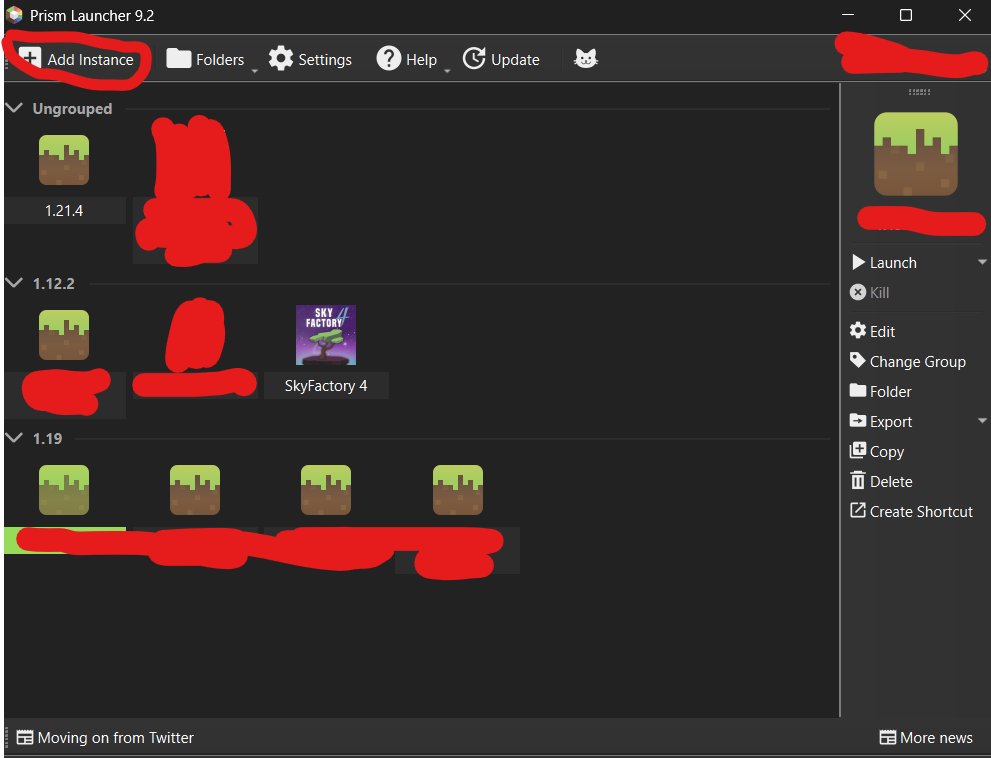 Prism Launcher 9.2
Add Instance Folders Settings Help Update
Ungrouped
1.21.4
1.12.2
SKY
FACTORY 4
SkyFactory 4
1.19
Launch
Kill
Edit
Change Group
Folder
Export
Copy
Delete
Create Shortcut
Moving on from Twitter More news